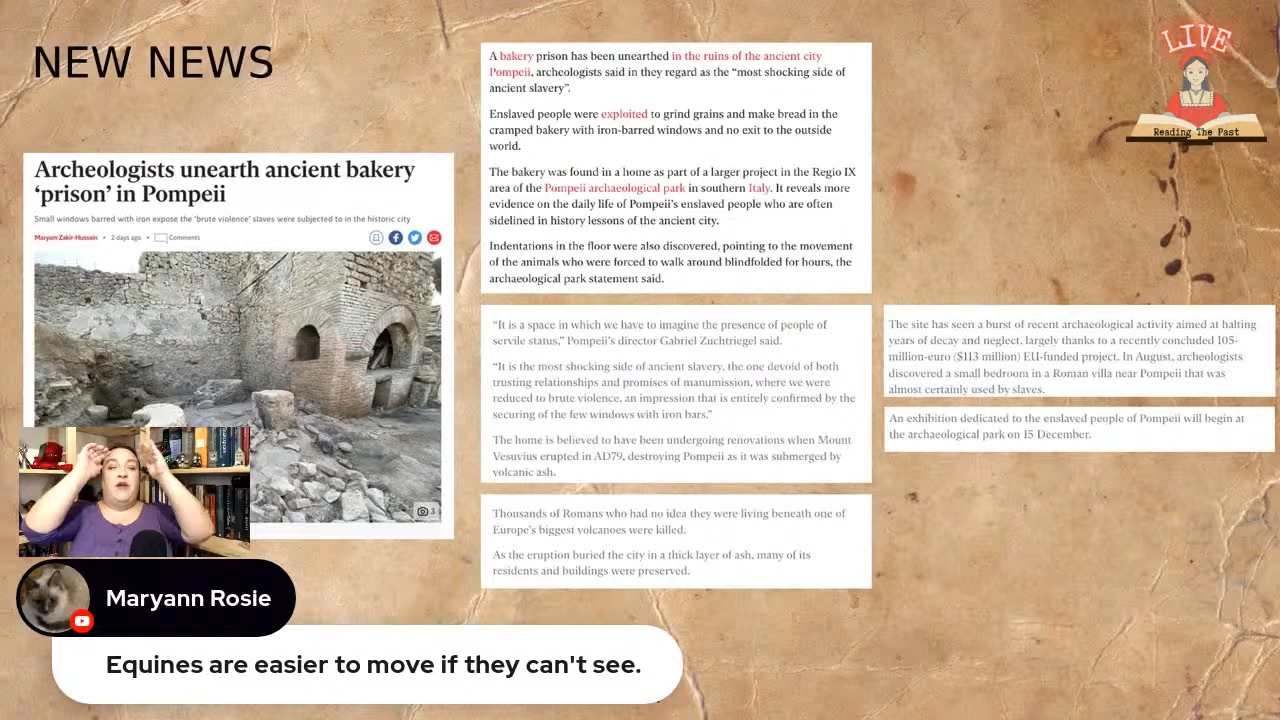 NEW NEWS
LIVE
Reading The Past
Archeologists unearth ancient bakery
‘prison’ in Pompeii
Small windows barred with iron expose the ‘brute violence’ slaves were subjected to in the historic city
Maryam Zakir-Hussain • 2 days ago • Comments
3
A bakery prison has been unearthed in the ruins of the ancient city
Pompeii, archeologists said in they regard as the “most shocking side of
ancient slavery”.
Enslaved people were exploited to grind grains and make bread in the
cramped bakery with iron-barred windows and no exit to the outside
world.
The bakery was found in a home as part of a larger project in the Regio IX
area of the Pompeii archaeological park in southern Italy. It reveals more
evidence on the daily life of Pompeii’s enslaved people who are often
sidelined in history lessons of the ancient city.
Indentations in the floor were also discovered, pointing to the movement
of the animals who were forced to walk around blindfolded for hours, the
archaeological park statement said.
“It is a space in which we have to imagine the presence of people of
servile status,” Pompeii’s director Gabriel Zuchtriegel said.
“It is the most shocking side of ancient slavery, the one devoid of both
trusting relationships and promises of manumission, where we were
reduced to brute violence, an impression that is entirely confirmed by the
securing of the few windows with iron bars.”
The home is believed to have been undergoing renovations when Mount
Vesuvius erupted in AD79, destroying Pompeii as it was submerged by
volcanic ash.
Thousands of Romans who had no idea they were living beneath one of
Europe’s biggest volcanoes were killed.
As the eruption buried the city in a thick layer of ash, many of its
residents and buildings were preserved.
The site has seen a burst of recent archaeological activity aimed at halting
years of decay and neglect, largely thanks to a recently concluded 105-
million-euro ($113 million) EU-funded project. In August, archeologists
discovered a small bedroom in a Roman villa near Pompeii that was
almost certainly used by slaves.
An exhibition dedicated to the enslaved people of Pompeii will begin at
the archaeological park on 15 December.
Maryann Rosie
Equines are easier to move if they can't see.